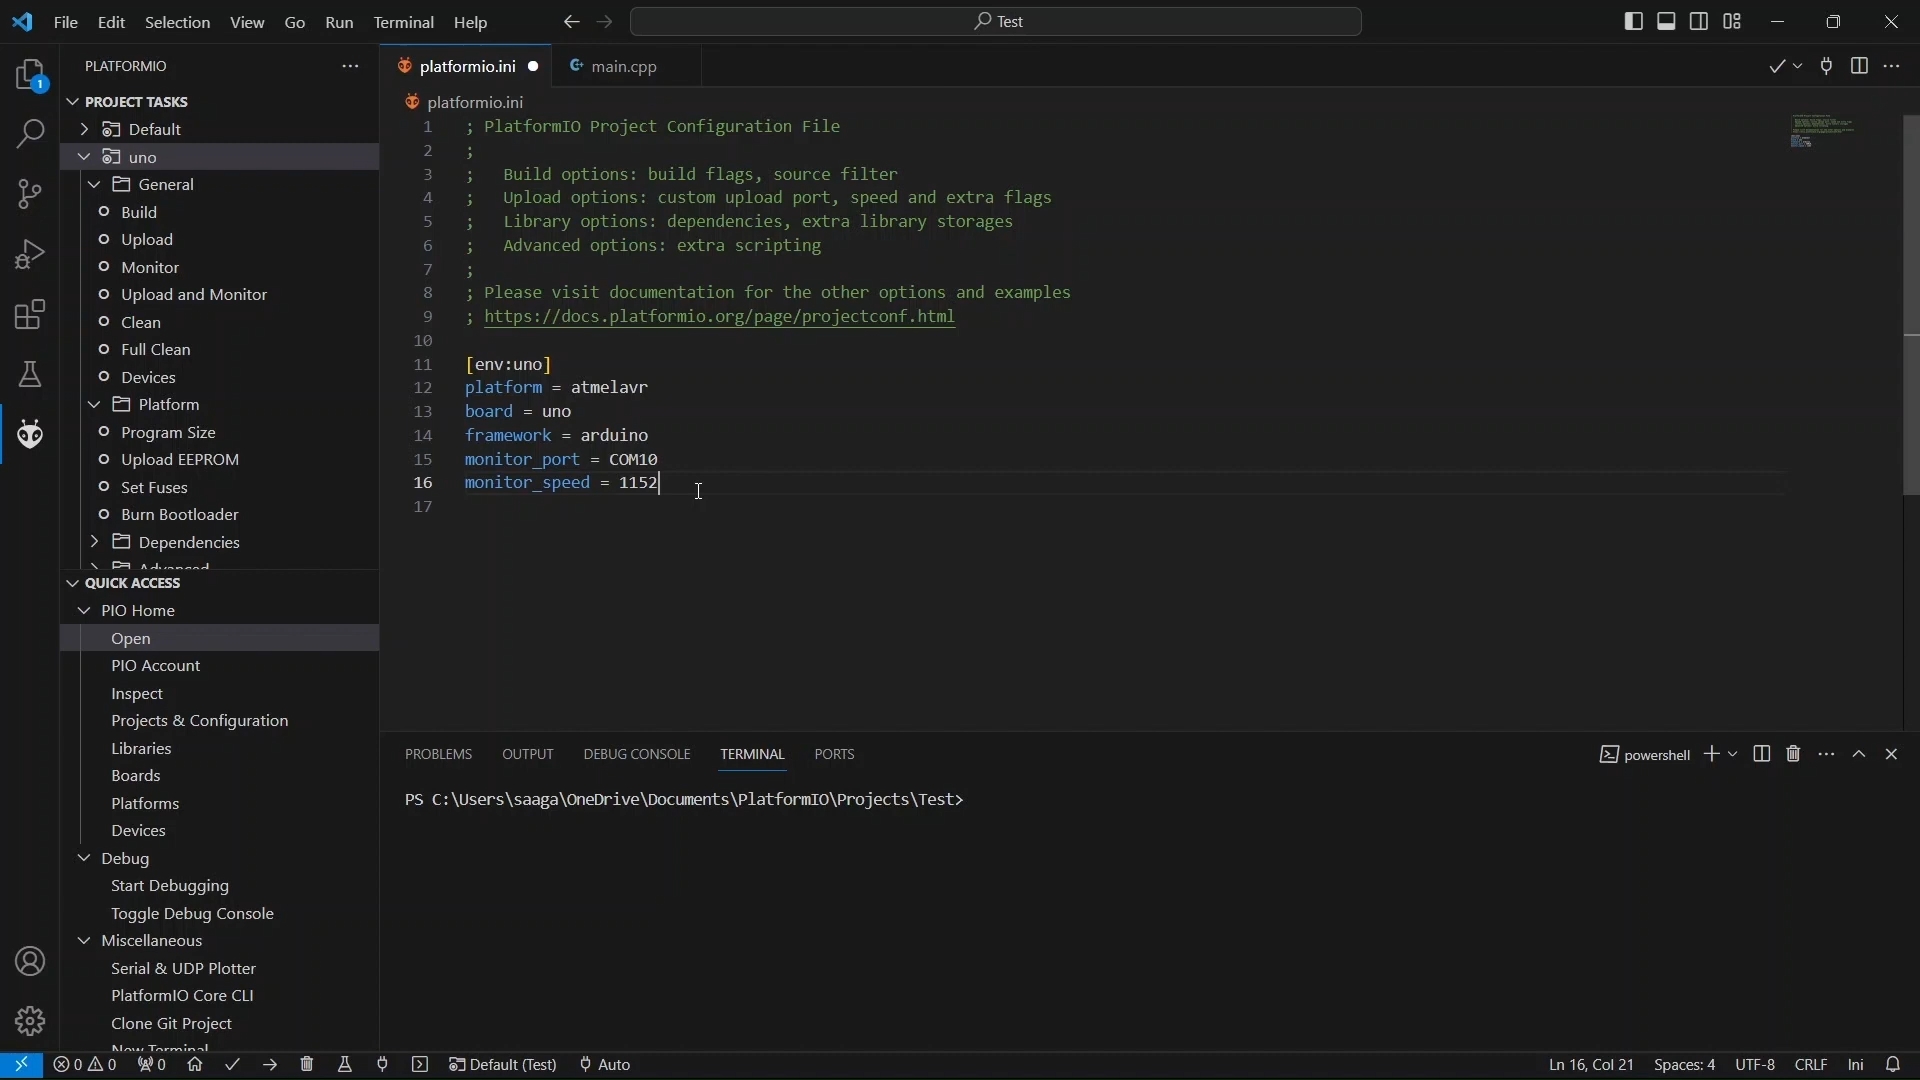 File Edit Selection View Go Run Terminal Help
Test
1
PLATFORMIO
PROJECT TASKS
Default
uno
General
Build
Upload
Monitor
Upload and Monitor
Clean
Full Clean
Devices
Platform
Program Size
Upload EEPROM
Set Fuses
Burn Bootloader
Dependencies
Advanced
QUICK ACCESS
PIO Home
Open
PIO Account
Inspect
Projects & Configuration
Libraries
Boards
Platforms
Devices
Debug
Start Debugging
Toggle Debug Console
Miscellaneous
Serial & UDP Plotter
PlatformIO Core CLI
Clone Git Project
New Terminal
platformio.ini main.cpp
platformio.ini
1 ; PlatformIO Project Configuration File
2 ;
3 ;   Build options: build flags, source filter
4 ;   Upload options: custom upload port, speed and extra flags
5 ;   Library options: dependencies, extra library storages
6 ;   Advanced options: extra scripting
7 ;
8 ; Please visit documentation for the other options and examples
9 ; https://docs.platformio.org/page/projectconf.html
10
11 [env:uno]
12 platform = atmelavr
13 board = uno
14 framework = arduino
15 monitor_port = COM10
16 monitor_speed = 1152
17
PROBLEMS OUTPUT DEBUG CONSOLE TERMINAL PORTS
powershell
PS C:\Users\saaga\OneDrive\Documents\PlatformIO\Projects\Test>
0 0 0 Default (Test) Auto
Ln 16, Col 21 Spaces: 4 UTF-8 CRLF Ini